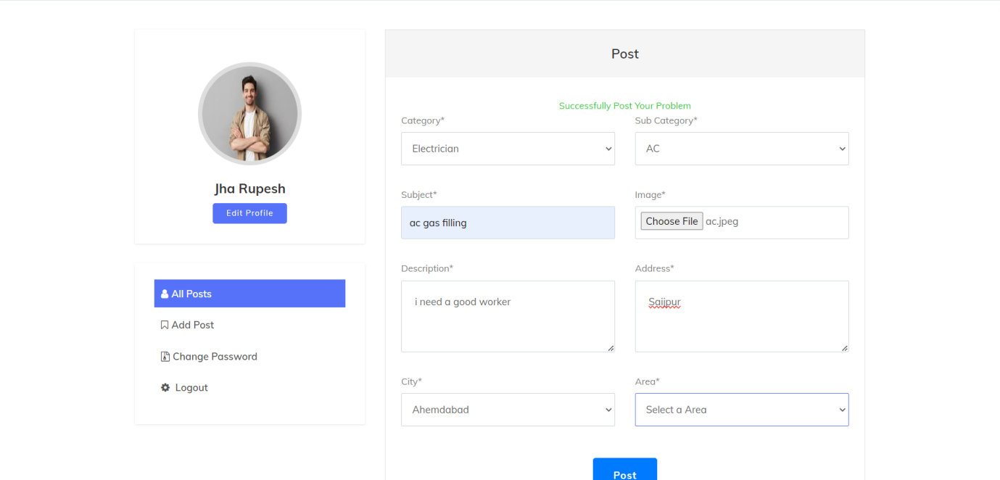 Jha Rupesh
Edit Profile
All Posts
Add Post
Change Password
Logout
Post
Successfully Post Your Problem
Category*
Sub Category*
Electrician
AC
Subject*
Image*
ac gas filling
Choose File ac.jpeg
Description*
Address*
i need a good worker
Saijpur
City*
Area*
Ahemdabad
Select a Area
Post